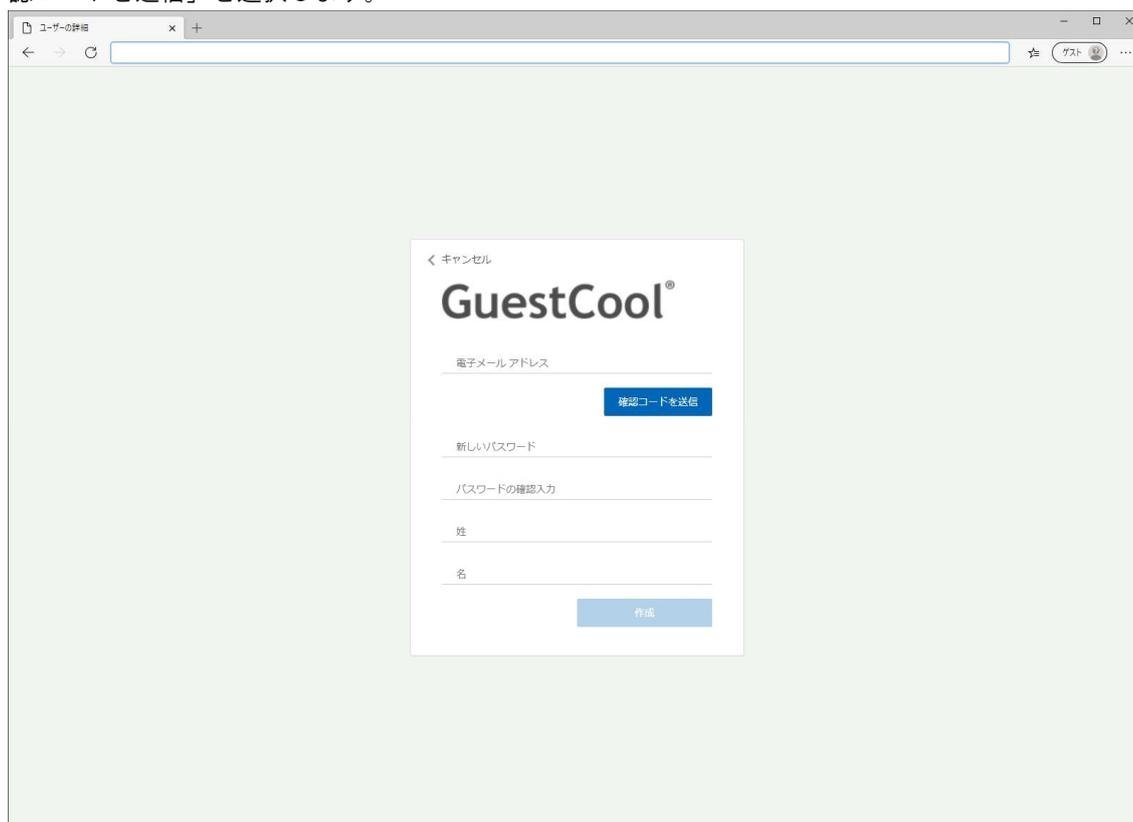 認コードを送信」を選択します。
ユーザーの詳細
ゲスト
キャンセル
GuestCool®
電子メール アドレス
確認コードを送信
新しいパスワード
パスワードの確認入力
姓
名
作成